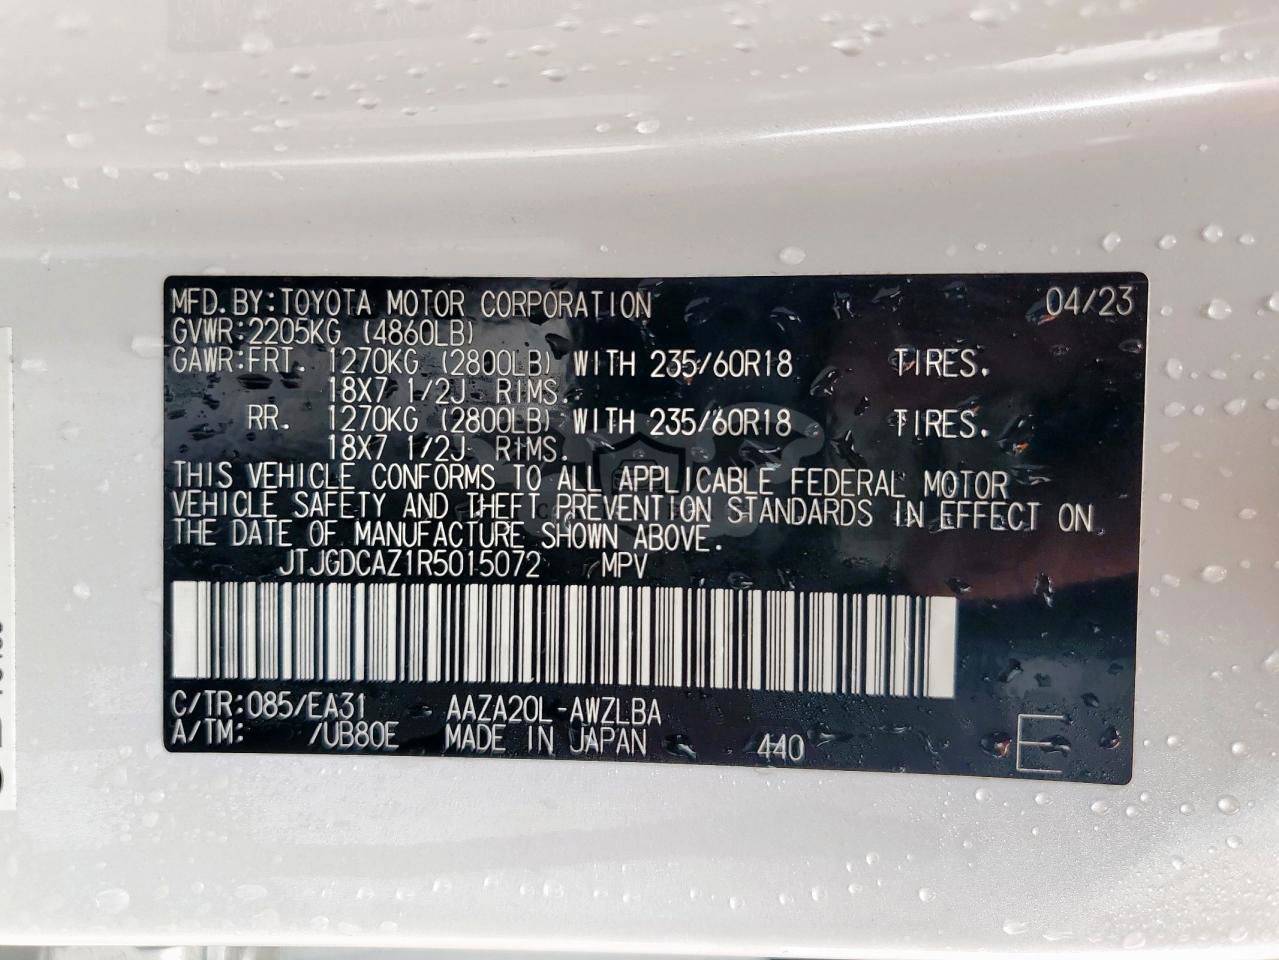 MFD.BY:TOYOTA MOTOR CORPORATION 04/23
GVWR:2205KG (4860LB)
GAWR:FRT. 1270KG (2800LB) WITH 235/60R18 TIRES.
18X7 1/2J RIMS.
RR. 1270KG (2800LB) WITH 235/60R18 TIRES.
18X7 1/2J RIMS.
THIS VEHICLE CONFORMS TO ALL APPLICABLE FEDERAL MOTOR
VEHICLE SAFETY AND THEFT PREVENTION STANDARDS IN EFFECT ON
THE DATE OF MANUFACTURE SHOWN ABOVE.
JTJGDCAZ1R5015072 MPV
C/TR:085/EA31 AAZA20L-AWZLBA
A/TM: /UB80E MADE IN JAPAN 440 E